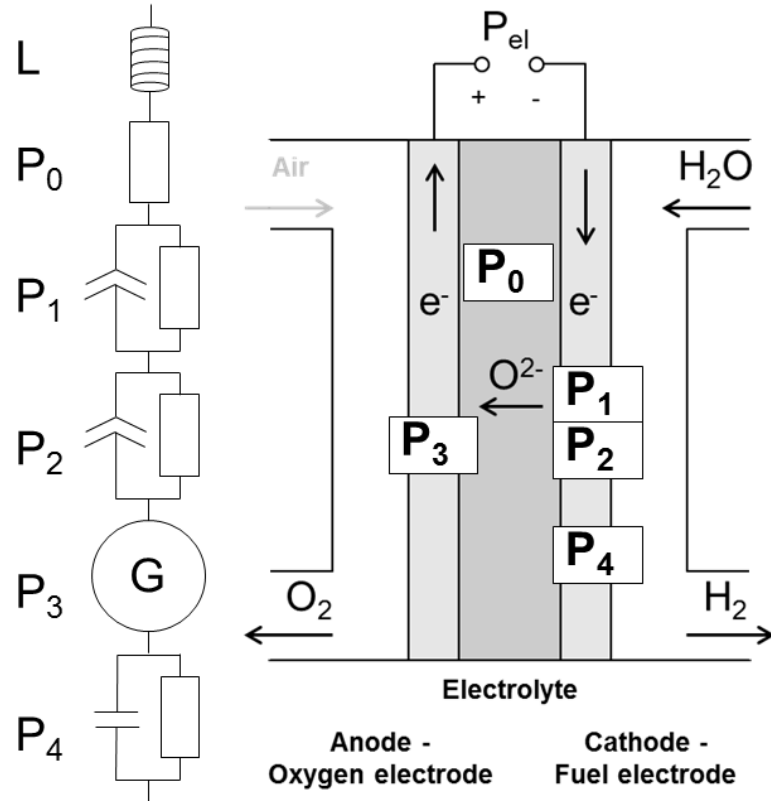 L
P0
P1
P2
P3
G
P4
Pel
+ -
Air
H2O
P0
e-
e-
O2-
P1
P3
P2
P4
O2
H2
Electrolyte
Anode -
Oxygen electrode
Cathode -
Fuel electrode